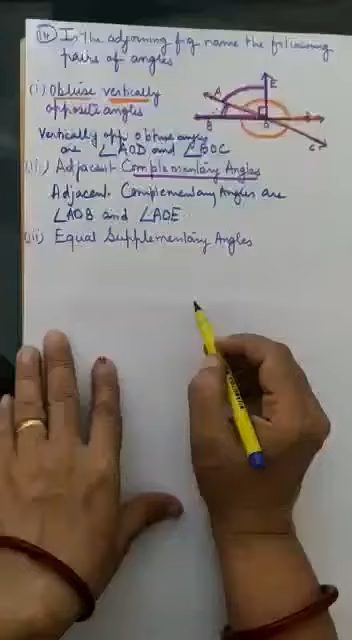 14 In the adjoining fig name the following
pairs of angles
(i) Obtuse vertically
opposite angles
Vertically opp. obtuse angles
are ∠AOD and ∠BOC
(ii) Adjacent Complementary Angles
Adjacent Complementary Angles are
∠AOB and ∠AOE
(iii) Equal Supplementary Angles
A
E
B
O
D
C